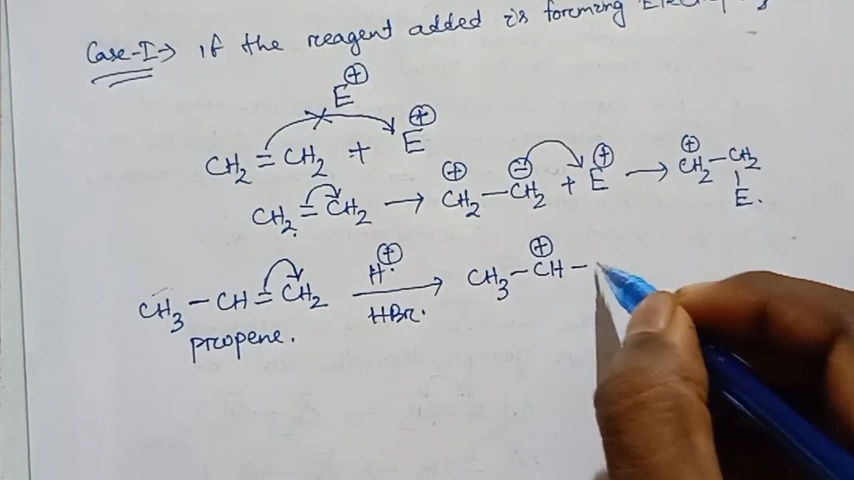 Case-I → if the reagent added is forming
E⊕
CH₂=CH₂ + E⊕
CH₂=CH₂ → ⊕CH₂-CH₂⊖ + E⊕ → ⊕CH₂-CH₂
E.
CH₃-CH=CH₂ H⊕ → CH₃-⊕CH-
HBr.
propene.